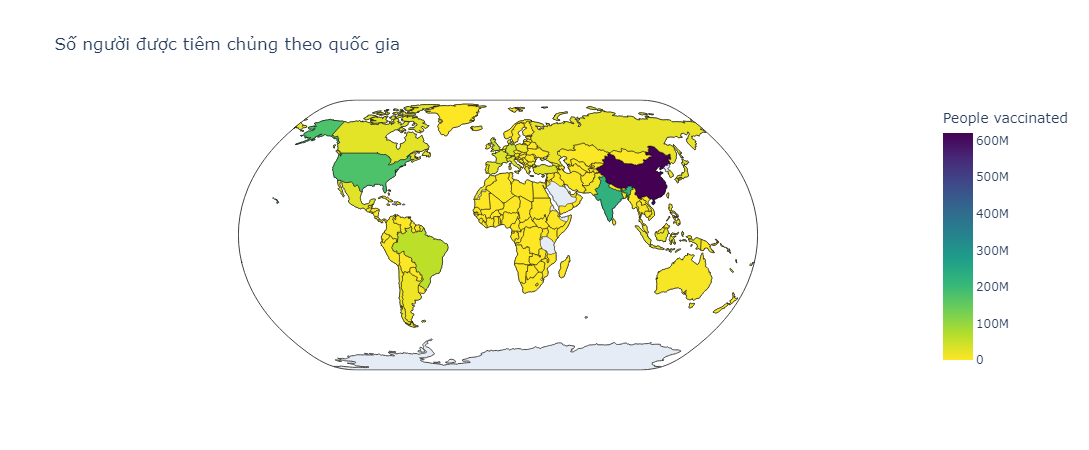 Số người được tiêm chủng theo quốc gia
People vaccinated
600M
500M
400M
300M
200M
100M
0